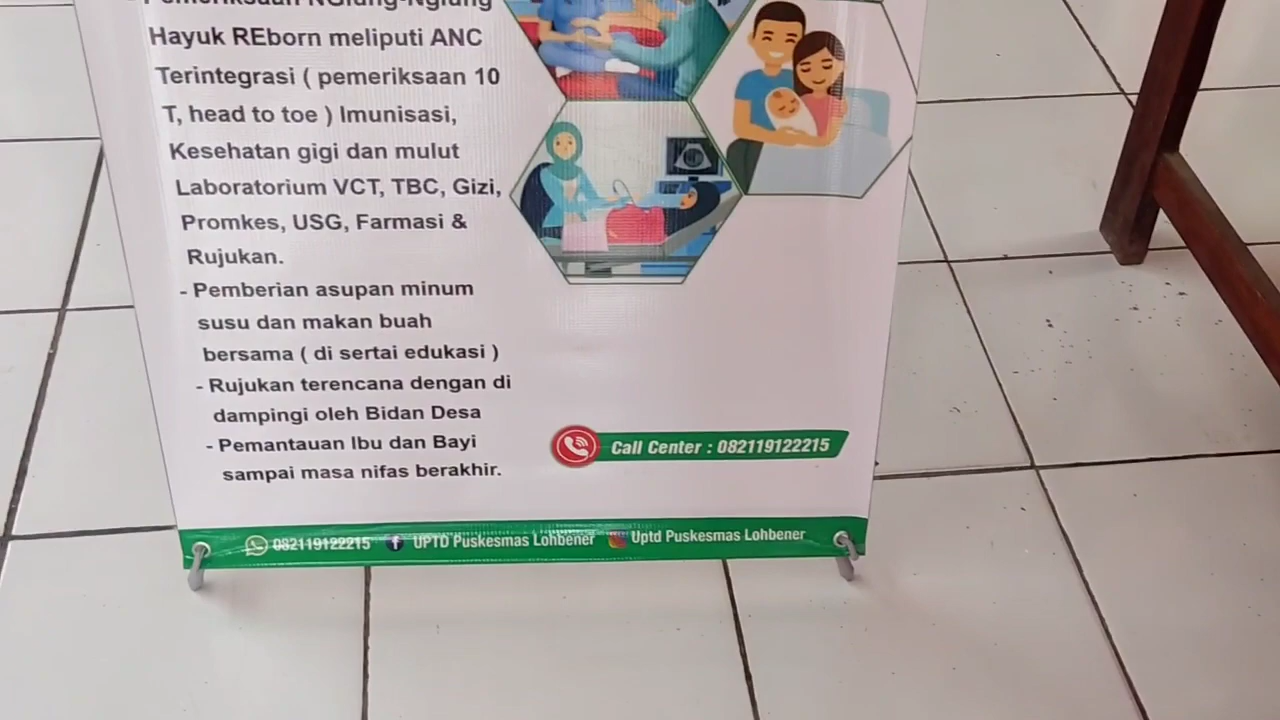 Pemeriksaan NGlung-Nglung
Hayuk REborn meliputi ANC
Terintegrasi ( pemeriksaan 10
T, head to toe ) Imunisasi,
Kesehatan gigi dan mulut
Laboratorium VCT, TBC, Gizi,
Promkes, USG, Farmasi &
Rujukan.
- Pemberian asupan minum
susu dan makan buah
bersama ( di sertai edukasi )
- Rujukan terencana dengan di
dampingi oleh Bidan Desa
- Pemantauan Ibu dan Bayi
sampai masa nifas berakhir.
Call Center : 082119122215
082119122215 UPTD Puskesmas Lohbener Uptd Puskesmas Lohbener